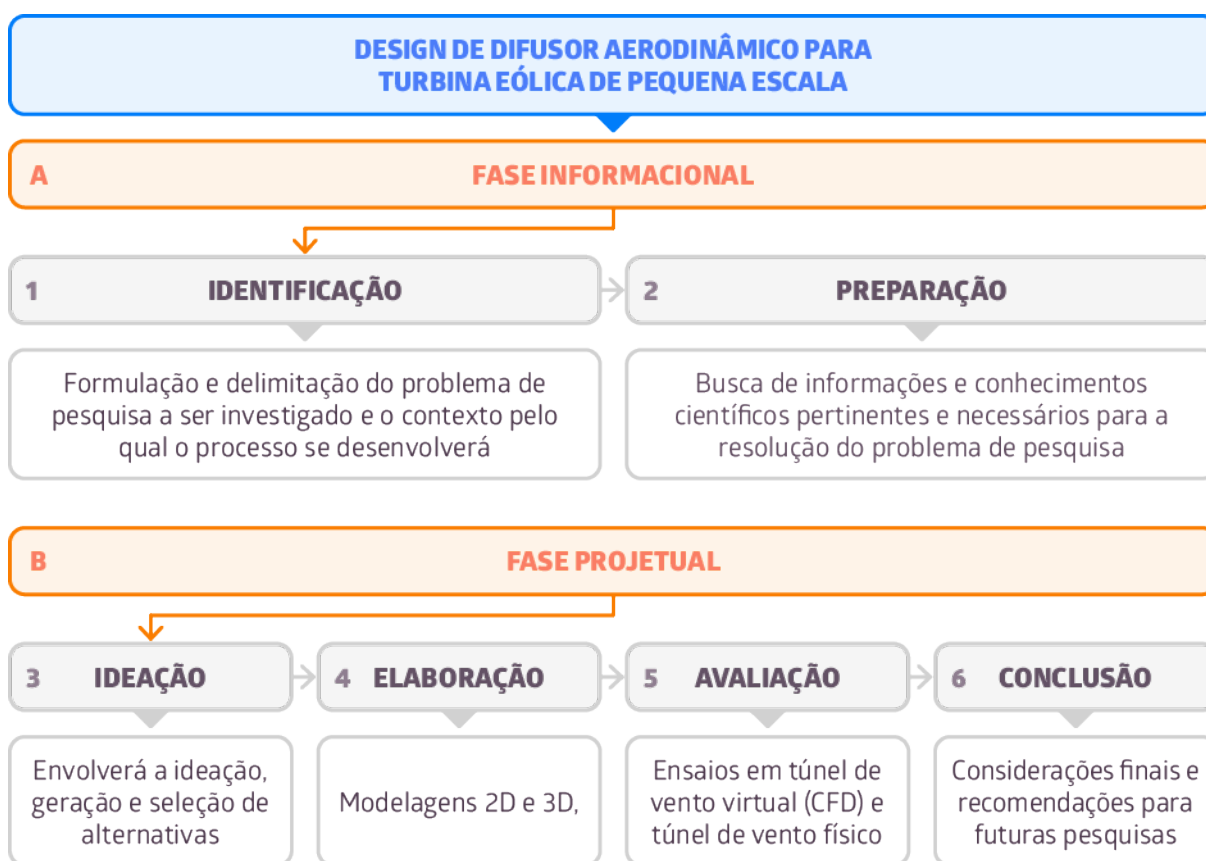 DESIGN DE DIFUSOR AERODINÂMICO PARA
TURBINA EÓLICA DE PEQUENA ESCALA
A FASE INFORMACIONAL
1 IDENTIFICAÇÃO
Formulação e delimitação do problema de
pesquisa a ser investigado e o contexto pelo
qual o processo se desenvolverá
2 PREPARAÇÃO
Busca de informações e conhecimentos
científicos pertinentes e necessários para a
resolução do problema de pesquisa
B FASE PROJETUAL
3 IDEAÇÃO
Envolverá a ideação,
geração e seleção de
alternativas
4 ELABORAÇÃO
Modelagens 2D e 3D,
5 AVALIAÇÃO
Ensaios em túnel de
vento virtual (CFD) e
túnel de vento físico
6 CONCLUSÃO
Considerações finais e
recomendações para
futuras pesquisas